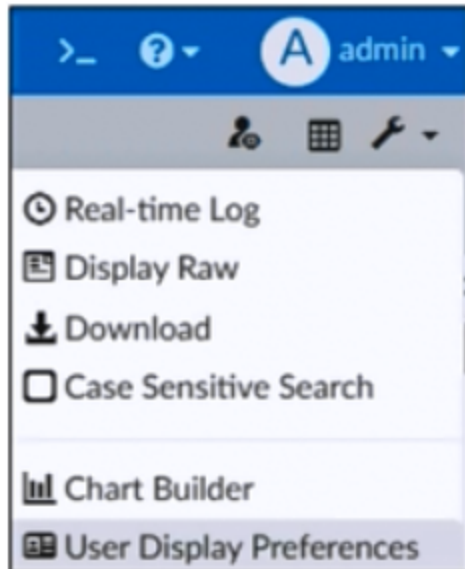 >_ ? A admin
Real-time Log
Display Raw
Download
Case Sensitive Search
Chart Builder
User Display Preferences